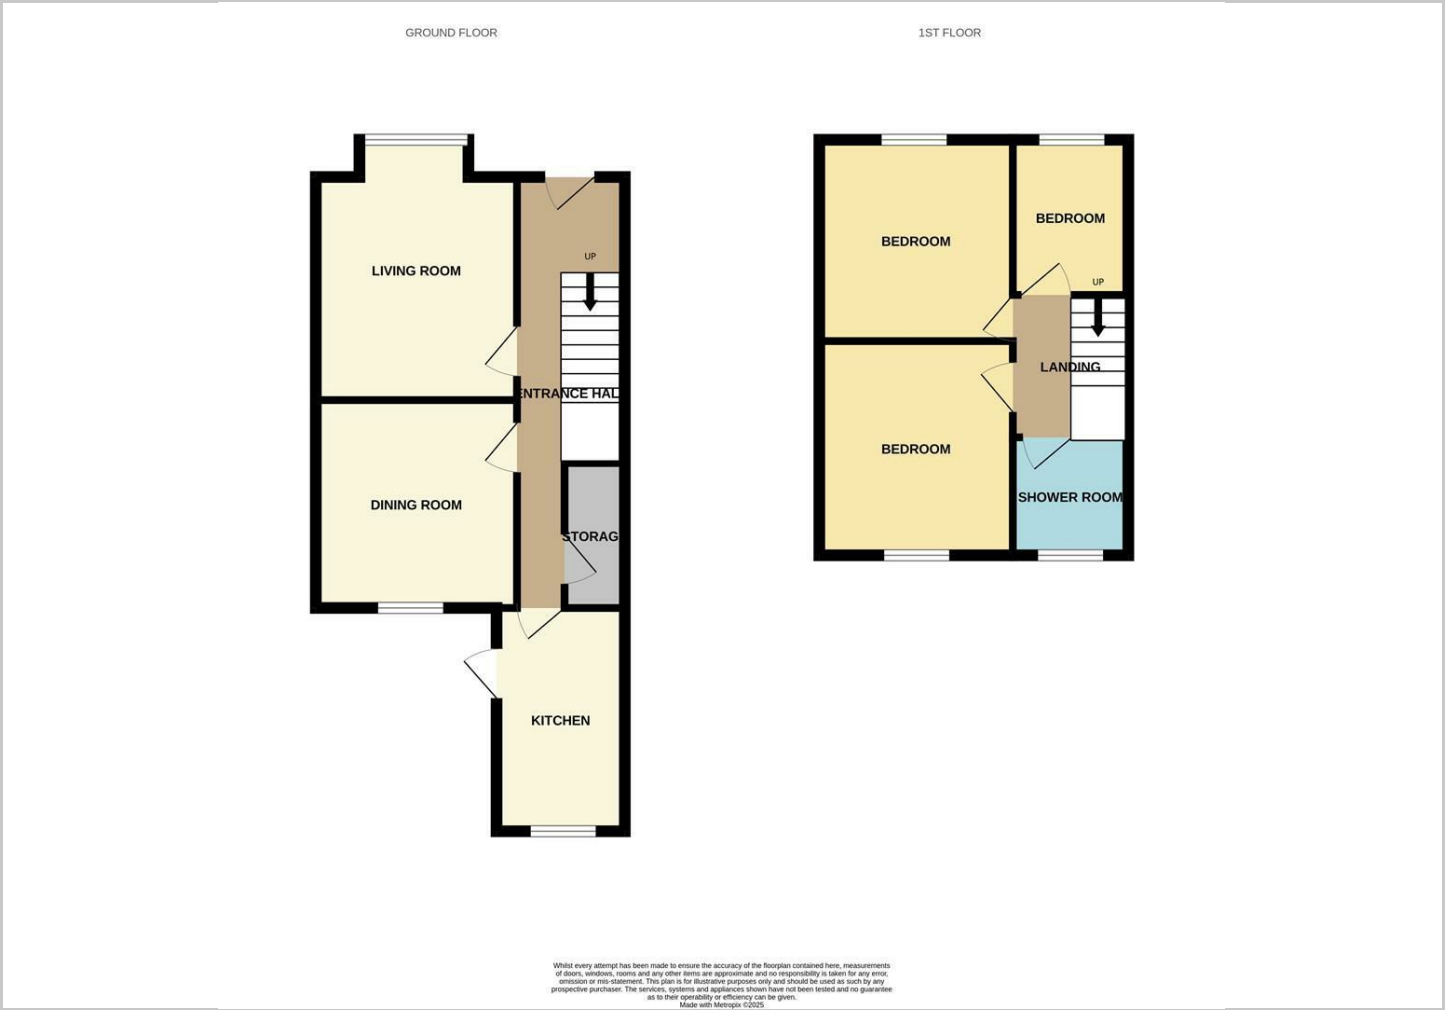 GROUND FLOOR
1ST FLOOR
LIVING ROOM
UP
ENTRANCE HAL
DINING ROOM
STORAG
KITCHEN
BEDROOM
BEDROOM
UP
LANDING
BEDROOM
SHOWER ROOM
Whilst every attempt has been made to ensure the accuracy of the floorplan contained here, measurements
of doors, windows, rooms and any other items are approximate and no responsibility is taken for any error,
omission or mis-statement. This plan is for illustrative purposes only and should be used as such by any
prospective purchaser. The services, systems and appliances shown have not been tested and no guarantee
as to their operability or efficiency can be given.
Made with Metropix ©2025